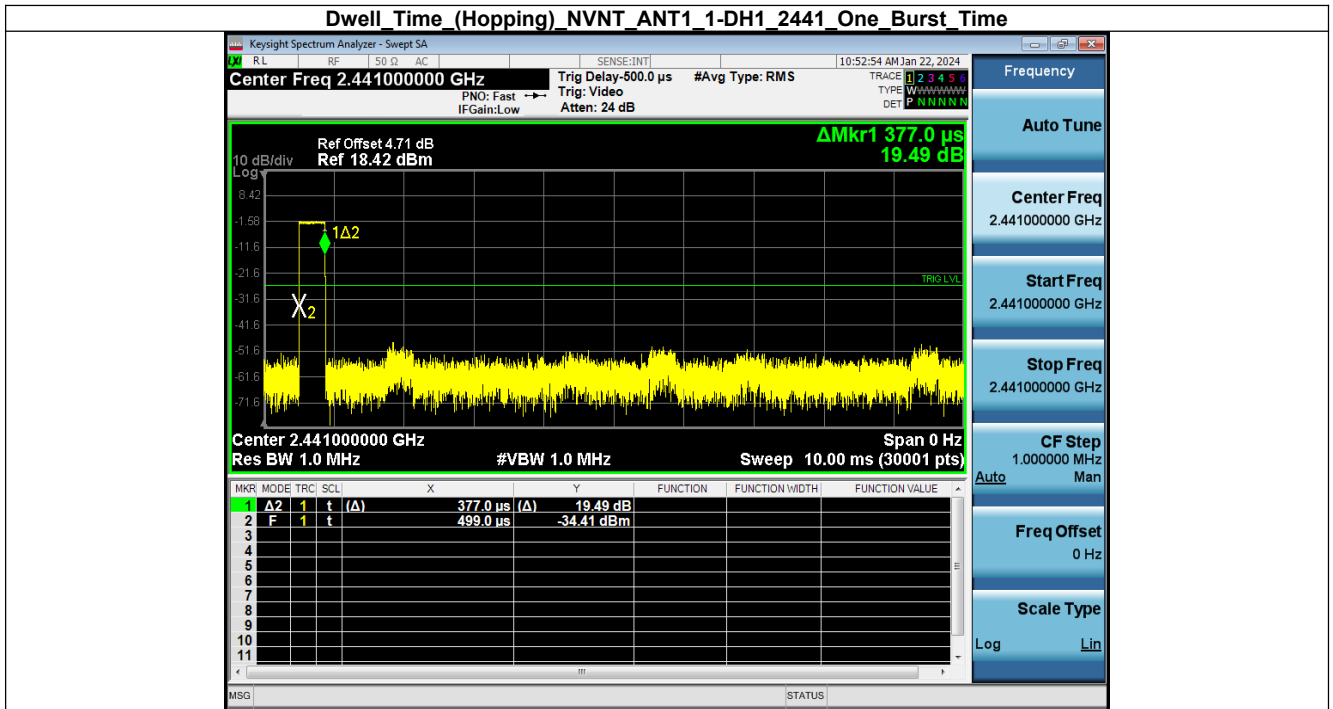 Dwell_Time_(Hopping)_NVNT_ANT1_1-DH1_2441_One_Burst_Time
Keysight Spectrum Analyzer - Swept SA
LXI RL RF 50 Ω AC SENSE:INT 10:52:54 AM Jan 22, 2024
Center Freq 2.441000000 GHz
PNO: Fast
IFGain:Low
Trig Delay-500.0 µs
Trig: Video
Atten: 24 dB
#Avg Type: RMS
TRACE 1 2 3 4 5 6
TYPE WWWWWW
DET P N N N N N
ΔMkr1 377.0 µs
19.49 dB
Ref Offset 4.71 dB
10 dB/div Ref 18.42 dBm
Log
8.42
-1.58
-11.6
-21.6
-31.6
-41.6
-51.6
-61.6
-71.6
1Δ2
2
TRIG LVL
Center 2.441000000 GHz Span 0 Hz
Res BW 1.0 MHz #VBW 1.0 MHz Sweep 10.00 ms (30001 pts)
MKR MODE TRC SCL X Y FUNCTION FUNCTION WIDTH FUNCTION VALUE
1 Δ2 1 t (Δ) 377.0 µs (Δ) 19.49 dB
2 F 1 t 499.0 µs -34.41 dBm
3
4
5
6
7
8
9
10
11
MSG STATUS
Frequency
Auto Tune
Center Freq
2.441000000 GHz
Start Freq
2.441000000 GHz
Stop Freq
2.441000000 GHz
CF Step
1.000000 MHz
Auto Man
Freq Offset
0 Hz
Scale Type
Log Lin